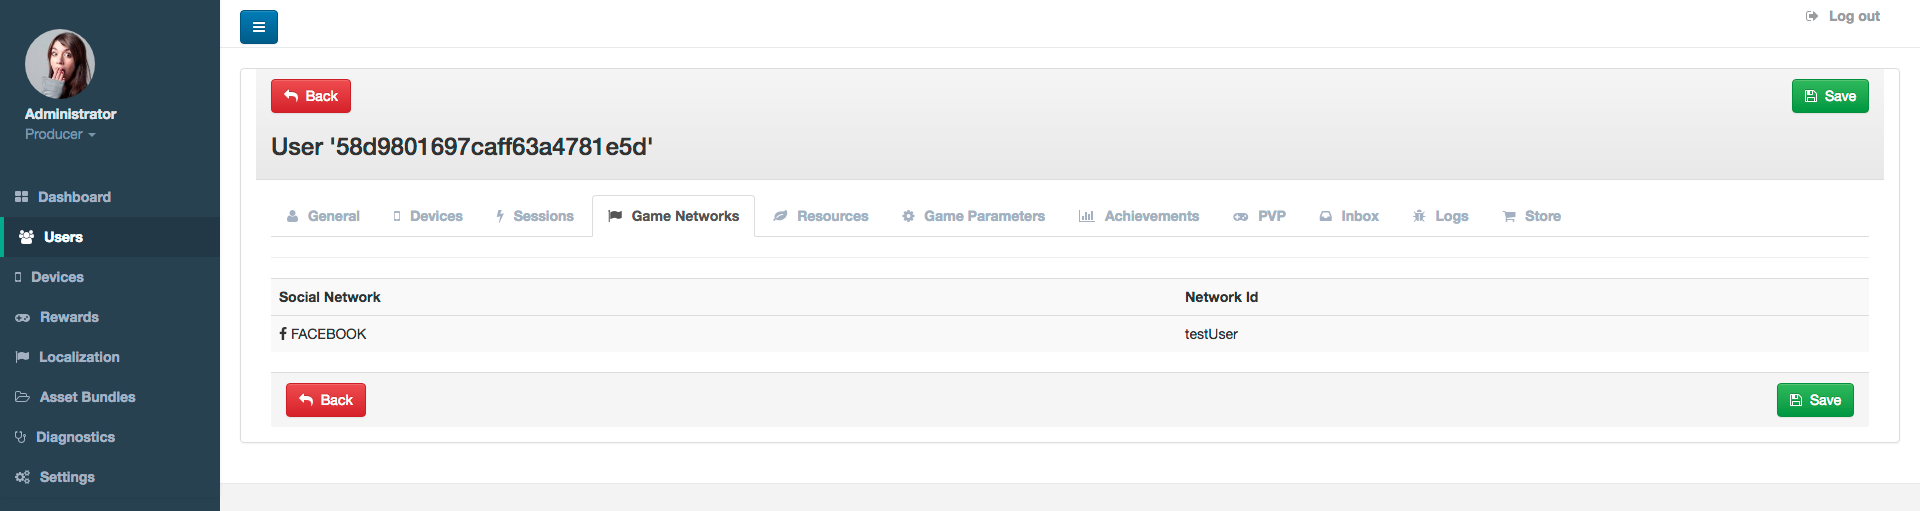 Log out
Administrator
Producer
Dashboard
Users
Devices
Rewards
Localization
Asset Bundles
Diagnostics
Settings
Back
Save
User '58d9801697caff63a4781e5d'
General Devices Sessions Game Networks Resources Game Parameters Achievements PVP Inbox Logs Store
Social Network Network Id
FACEBOOK testUser
Back Save